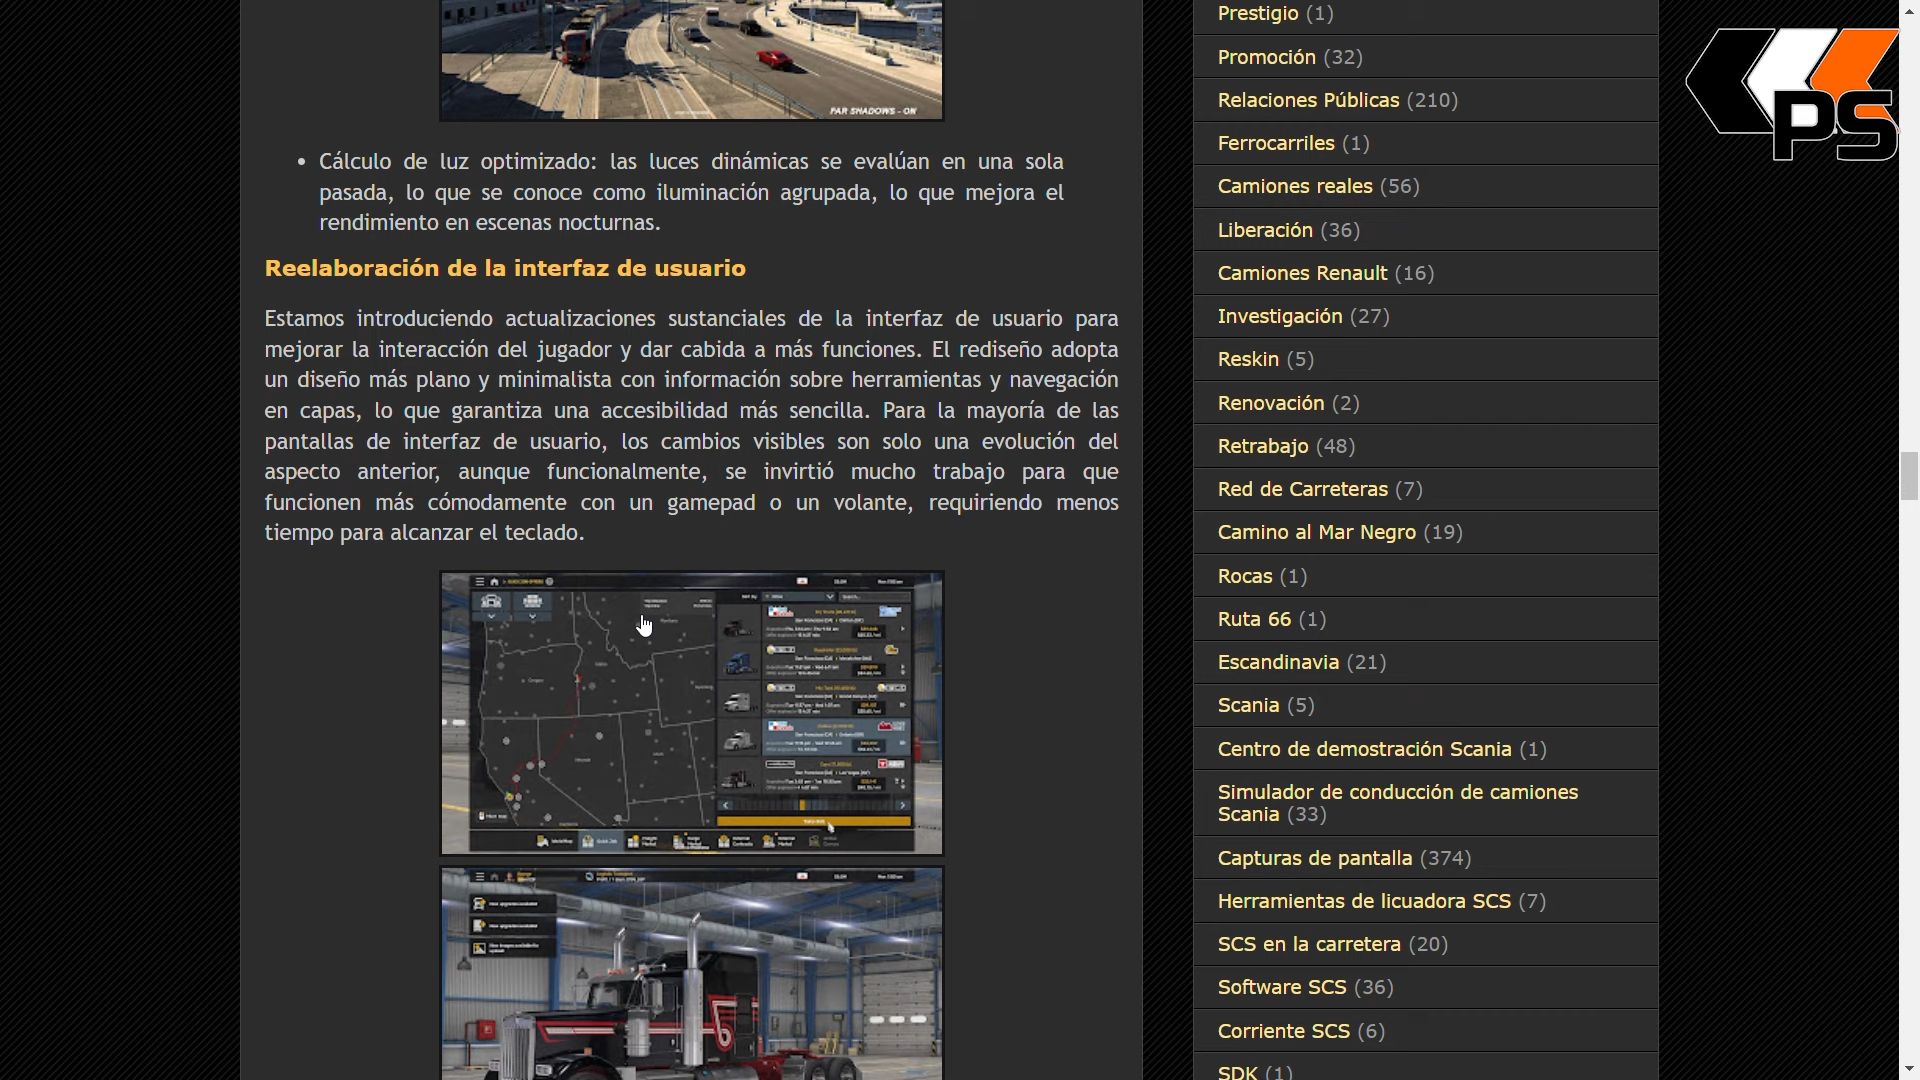 FAR SHADOWS - ON
• Cálculo de luz optimizado: las luces dinámicas se evalúan en una sola
pasada, lo que se conoce como iluminación agrupada, lo que mejora el
rendimiento en escenas nocturnas.
Reelaboración de la interfaz de usuario
Estamos introduciendo actualizaciones sustanciales de la interfaz de usuario para
mejorar la interacción del jugador y dar cabida a más funciones. El rediseño adopta
un diseño más plano y minimalista con información sobre herramientas y navegación
en capas, lo que garantiza una accesibilidad más sencilla. Para la mayoría de las
pantallas de interfaz de usuario, los cambios visibles son solo una evolución del
aspecto anterior, aunque funcionalmente, se invirtió mucho trabajo para que
funcionen más cómodamente con un gamepad o un volante, requiriendo menos
tiempo para alcanzar el teclado.
Prestigio (1)
Promoción (32)
Relaciones Públicas (210)
Ferrocarriles (1)
Camiones reales (56)
Liberación (36)
Camiones Renault (16)
Investigación (27)
Reskin (5)
Renovación (2)
Retrabajo (48)
Red de Carreteras (7)
Camino al Mar Negro (19)
Rocas (1)
Ruta 66 (1)
Escandinavia (21)
Scania (5)
Centro de demostración Scania (1)
Simulador de conducción de camiones
Scania (33)
Capturas de pantalla (374)
Herramientas de licuadora SCS (7)
SCS en la carretera (20)
Software SCS (36)
Corriente SCS (6)
SDK (1)
PS